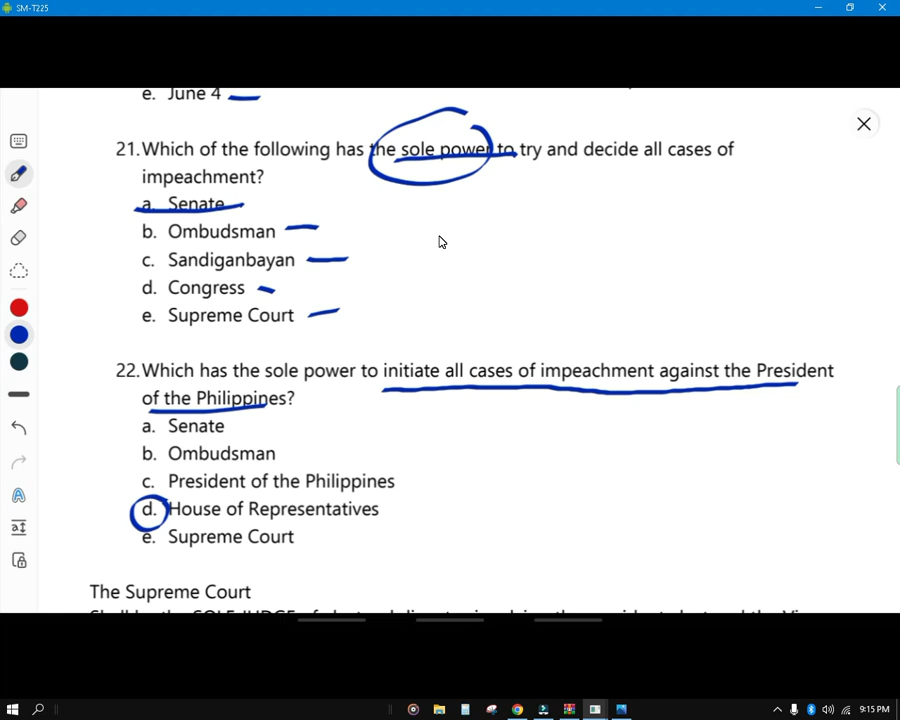 SM-T225
e. June 4
21.Which of the following has the sole power to try and decide all cases of
impeachment?
a. Senate
b. Ombudsman
c. Sandiganbayan
d. Congress
e. Supreme Court
22.Which has the sole power to initiate all cases of impeachment against the President
of the Philippines?
a. Senate
b. Ombudsman
c. President of the Philippines
d. House of Representatives
e. Supreme Court
The Supreme Court
9:15 PM